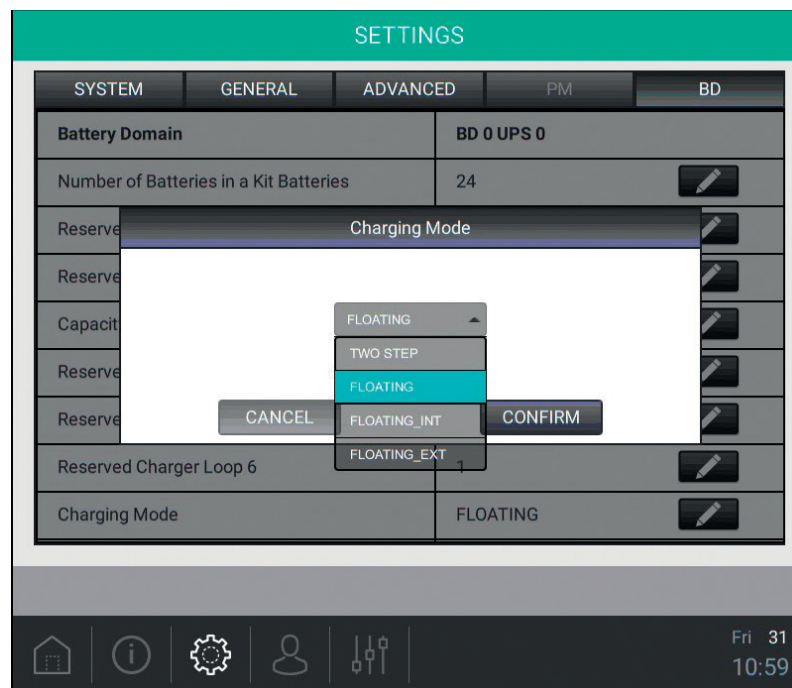 SETTINGS
SYSTEM GENERAL ADVANCED PM BD
Battery Domain BD 0 UPS 0
Number of Batteries in a Kit Batteries 24
Reserve
Charging Mode
Reserve
Capacit
FLOATING
TWO STEP
Reserve
FLOATING
Reserve
CANCEL FLOATING_INT CONFIRM
FLOATING_EXT
Reserved Charger Loop 6 1
Charging Mode FLOATING
Fri 31
10:59